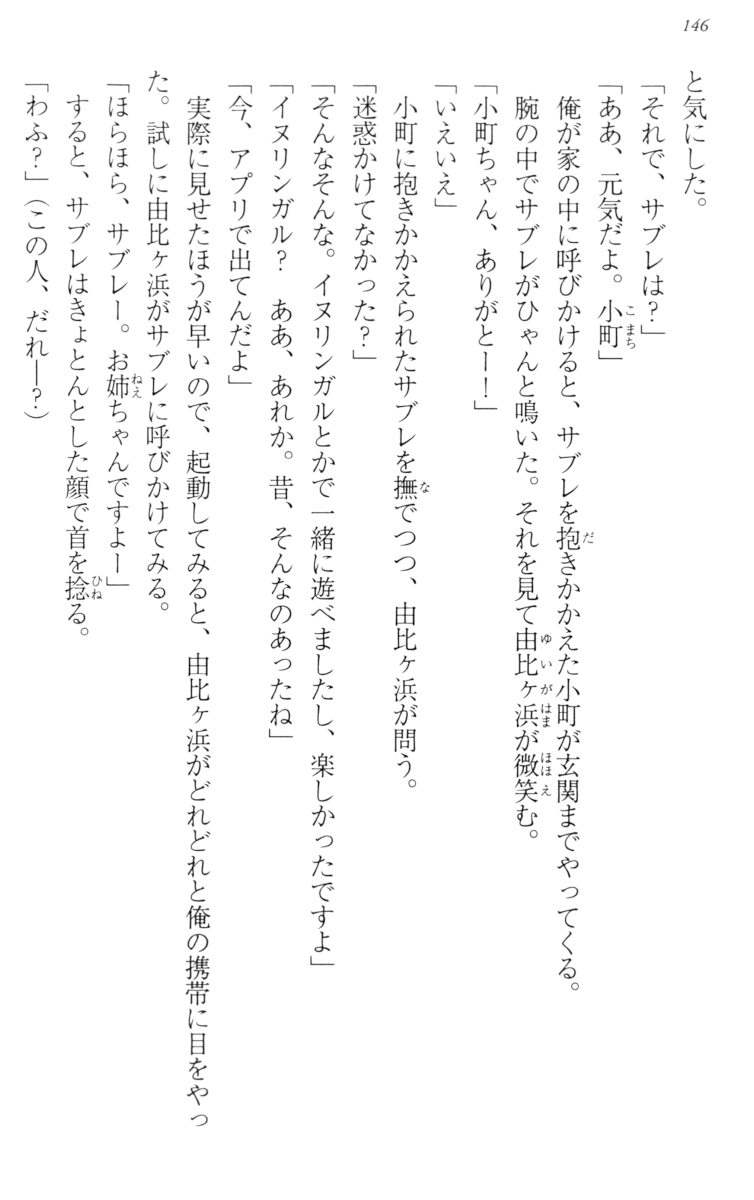 146
と気にした。
「それで、サブレは？」
「ああ、元気だよ。小町」
俺が家の中に呼びかけると、サブレを抱きかかえた小町が玄関までやってくる。
腕の中でサブレがひゃんと鳴いた。それを見て由比ヶ浜が微笑む。
「小町ちゃん、ありがとー！」
「いえいえ」
小町に抱きかかえられたサブレを撫でつつ、由比ヶ浜が問う。
「迷惑かけてなかった？」
「そんなそんな。イヌリンガルとかで一緒に遊べましたし、楽しかったですよ」
「イヌリンガル？　ああ、あれか。昔、そんなのあったね」
「今、アプリで出てんだよ」
実際に見せたほうが早いので、起動してみると、由比ヶ浜がどれどれと俺の携帯に目をやっ
た。試しに由比ヶ浜がサブレに呼びかけてみる。
「ほらほら、サブレー。お姉ちゃんですよー」
すると、サブレはきょとんとした顔で首を捻る。
「わふ？」（この人、だれー？）